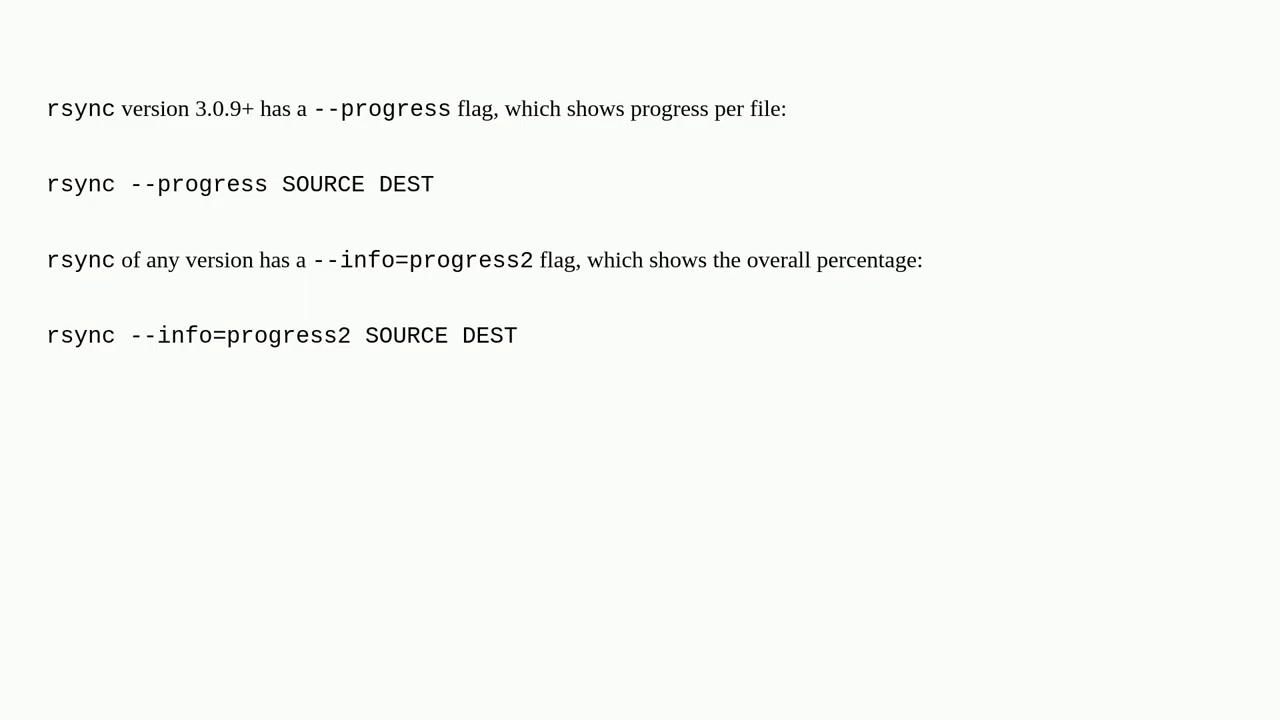 rsync version 3.0.9+ has a --progress flag, which shows progress per file:
rsync --progress SOURCE DEST
rsync of any version has a --info=progress2 flag, which shows the overall percentage:
rsync --info=progress2 SOURCE DEST